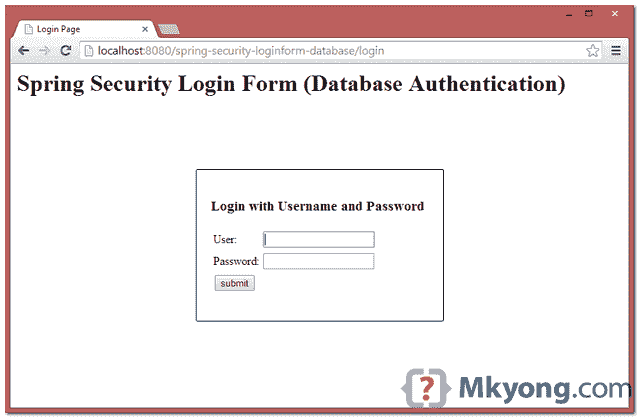 Login Page
localhost:8080/spring-security-loginform-database/login
Spring Security Login Form (Database Authentication)
Login with Username and Password
User:
Password:
submit
{?} Mkyong.com